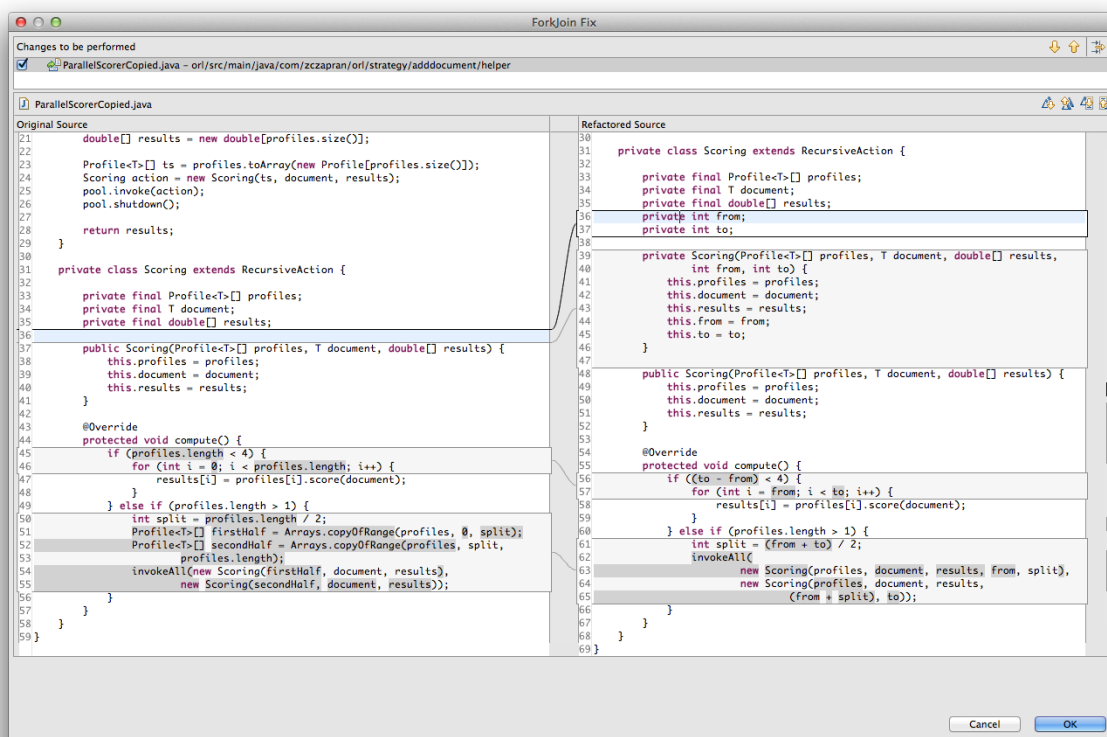 ForkJoin Fix
Changes to be performed
ParallelScorerCopied.java - orl/src/main/java/com/zczapran/orl/strategy/adddocument/helper
ParallelScorerCopied.java
Original Source
21 double[] results = new double[profiles.size()];
22
23 Profile<T>[] ts = profiles.toArray(new Profile[profiles.size()]);
24 Scoring action = new Scoring(ts, document, results);
25 pool.invoke(action);
26 pool.shutdown();
27
28 return results;
29 }
30
31 private class Scoring extends RecursiveAction {
32
33 private final Profile<T>[] profiles;
34 private final T document;
35 private final double[] results;
36
37 public Scoring(Profile<T>[] profiles, T document, double[] results) {
38 this.profiles = profiles;
39 this.document = document;
40 this.results = results;
41 }
42
43 @Override
44 protected void compute() {
45 if (profiles.length < 4) {
46 for (int i = 0; i < profiles.length; i++) {
47 results[i] = profiles[i].score(document);
48 }
49 } else if (profiles.length > 1) {
50 int split = profiles.length / 2;
51 Profile<T>[] firstHalf = Arrays.copyOfRange(profiles, 0, split);
52 Profile<T>[] secondHalf = Arrays.copyOfRange(profiles, split,
53 profiles.length);
54 invokeAll(new Scoring(firstHalf, document, results),
55 new Scoring(secondHalf, document, results));
56 }
57 }
58 }
59 }
Refactored Source
30
31 private class Scoring extends RecursiveAction {
32
33 private final Profile<T>[] profiles;
34 private final T document;
35 private final double[] results;
36 private int from;
37 private int to;
38
39 private Scoring(Profile<T>[] profiles, T document, double[] results,
40 int from, int to) {
41 this.profiles = profiles;
42 this.document = document;
43 this.results = results;
44 this.from = from;
45 this.to = to;
46 }
47
48 public Scoring(Profile<T>[] profiles, T document, double[] results) {
49 this.profiles = profiles;
50 this.document = document;
51 this.results = results;
52 }
53
54 @Override
55 protected void compute() {
56 if ((to - from) < 4) {
57 for (int i = from; i < to; i++) {
58 results[i] = profiles[i].score(document);
59 }
60 } else if (profiles.length > 1) {
61 int split = (from + to) / 2;
62 invokeAll(
63 new Scoring(profiles, document, results, from, split),
64 new Scoring(profiles, document, results,
65 (from + split), to));
66 }
67 }
68 }
69 }
Cancel
OK